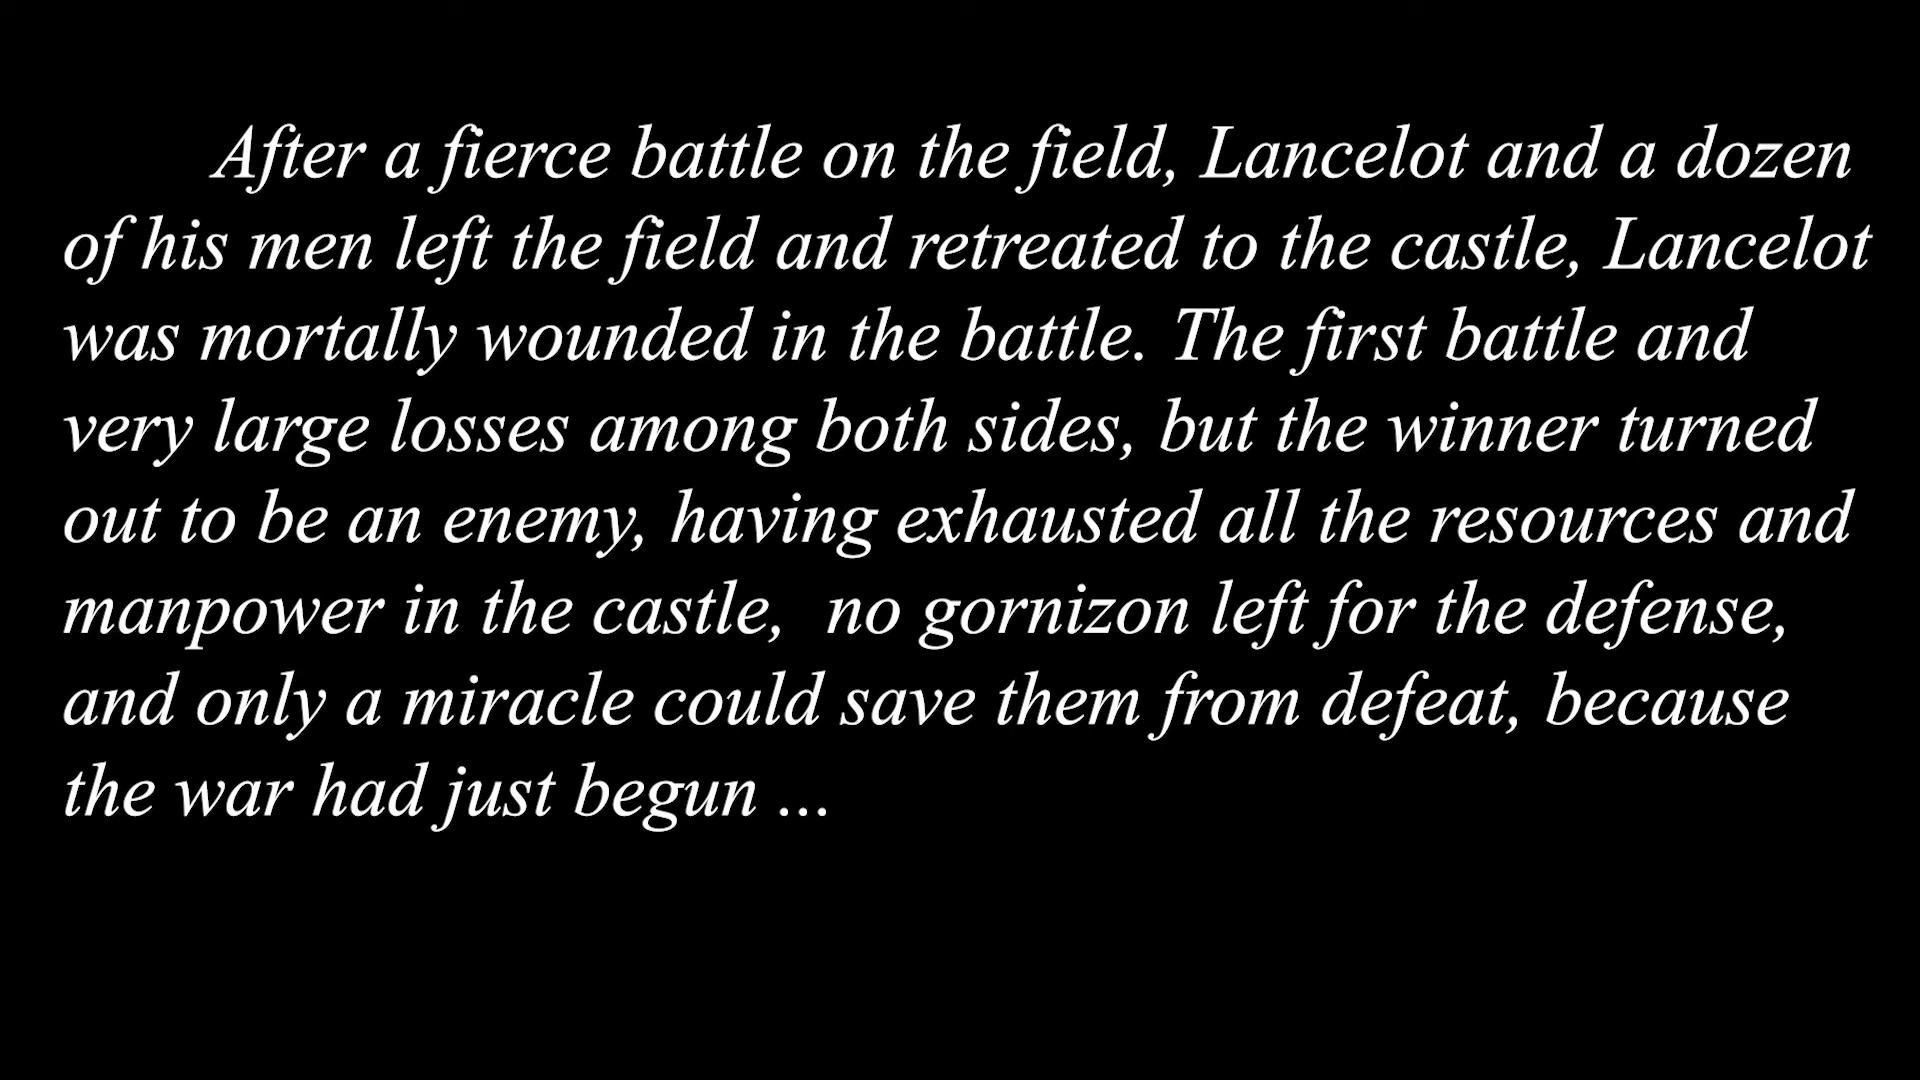 After a fierce battle on the field, Lancelot and a dozen
of his men left the field and retreated to the castle, Lancelot
was mortally wounded in the battle. The first battle and
very large losses among both sides, but the winner turned
out to be an enemy, having exhausted all the resources and
manpower in the castle,  no gornizon left for the defense,
and only a miracle could save them from defeat, because
the war had just begun ...